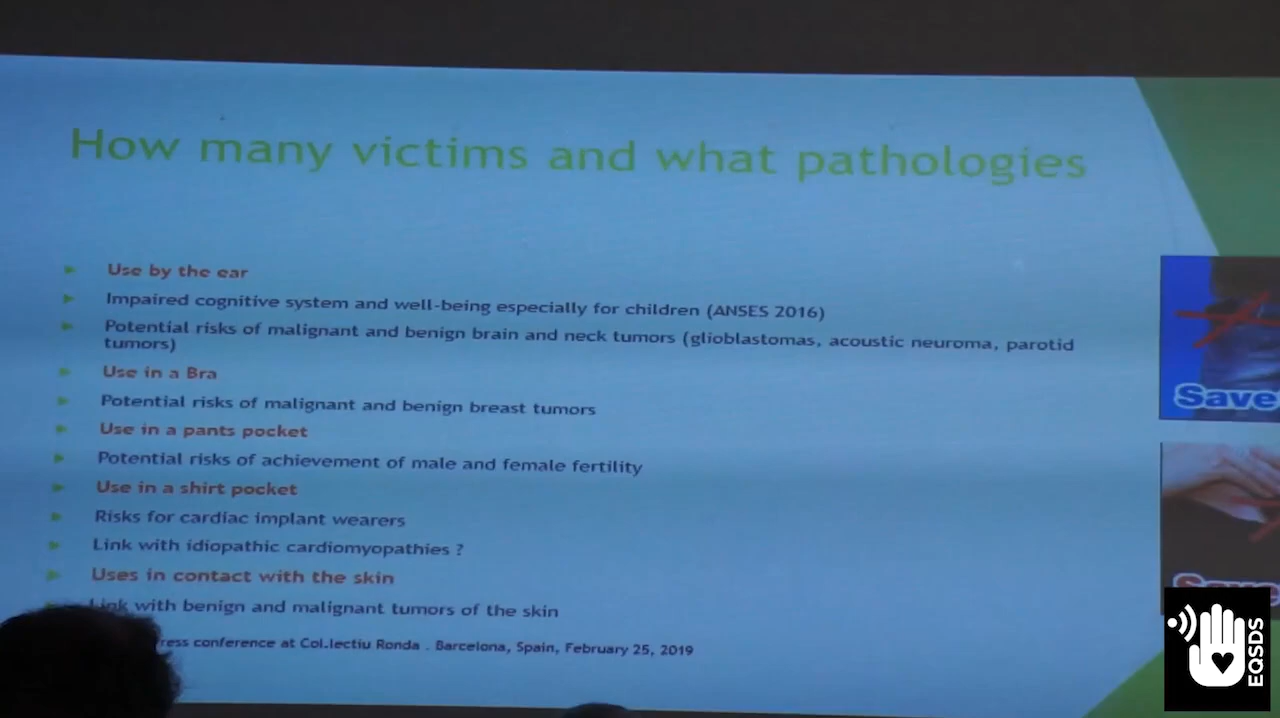 How many victims and what pathologies
Use by the ear
Impaired cognitive system and well-being especially for children (ANSES 2016)
Potential risks of malignant and benign brain and neck tumors (glioblastomas, acoustic neuroma, parotid
tumors)
Use in a Bra
Potential risks of malignant and benign breast tumors
Use in a pants pocket
Potential risks of achievement of male and female fertility
Use in a shirt pocket
Risks for cardiac implant wearers
Link with idiopathic cardiomyopathies ?
Uses in contact with the skin
Link with benign and malignant tumors of the skin
ress conference at Col.lectiu Ronda . Barcelona, Spain, February 25, 2019
Save
Save
EQSDS